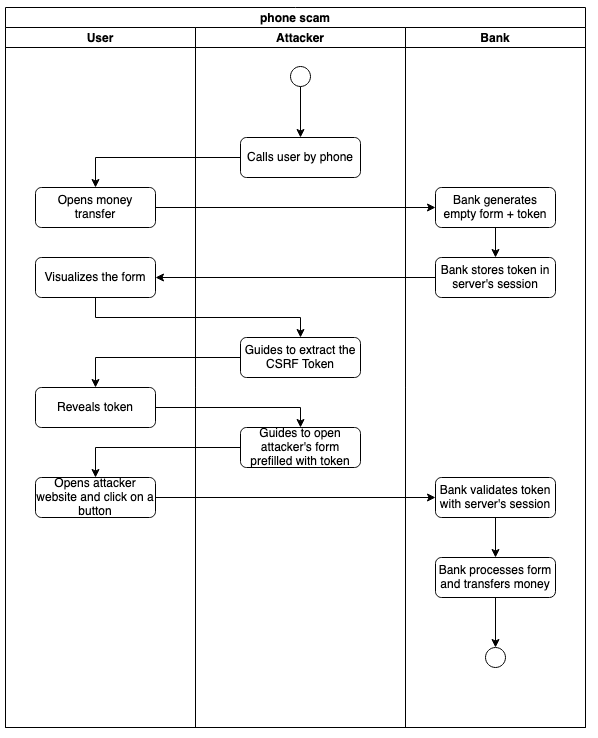 phone scam
User
Attacker
Bank
Calls user by phone
Opens money
transfer
Bank generates
empty form + token
Visualizes the form
Bank stores token in
server's session
Guides to extract the
CSRF Token
Reveals token
Guides to open
attacker's form
prefilled with token
Opens attacker
website and click on a
button
Bank validates token
with server's session
Bank processes form
and transfers money